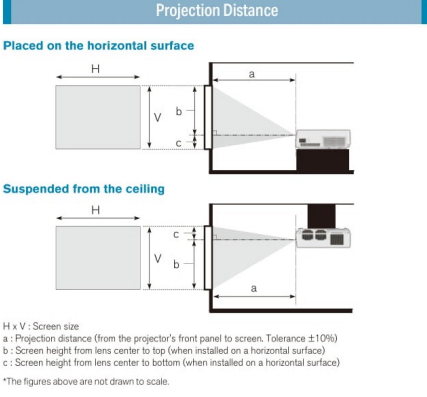 Projection Distance
Placed on the horizontal surface
H
a
V
b
c
Suspended from the ceiling
H
c
V
b
a
H x V : Screen size
a : Projection distance (from the projector's front panel to screen. Tolerance ±10%)
b : Screen height from lens center to top (when installed on a horizontal surface)
c : Screen height from lens center to bottom (when installed on a horizontal surface)
*The figures above are not drawn to scale.